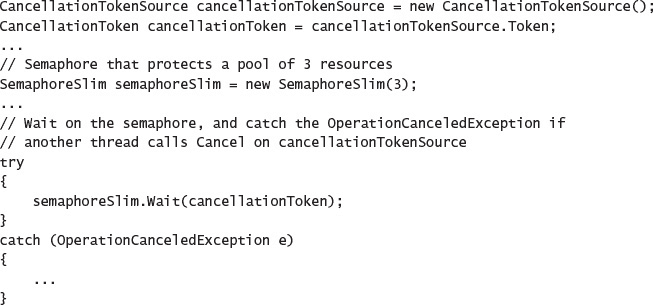 CancellationTokenSource cancellationTokenSource = new CancellationTokenSource();
CancellationToken cancellationToken = cancellationTokenSource.Token;
...
// Semaphore that protects a pool of 3 resources
SemaphoreSlim semaphoreSlim = new SemaphoreSlim(3);
...
// Wait on the semaphore, and catch the OperationCanceledException if
// another thread calls Cancel on cancellationTokenSource
try
{
    semaphoreSlim.Wait(cancellationToken);
}
catch (OperationCanceledException e)
{
    ...
}